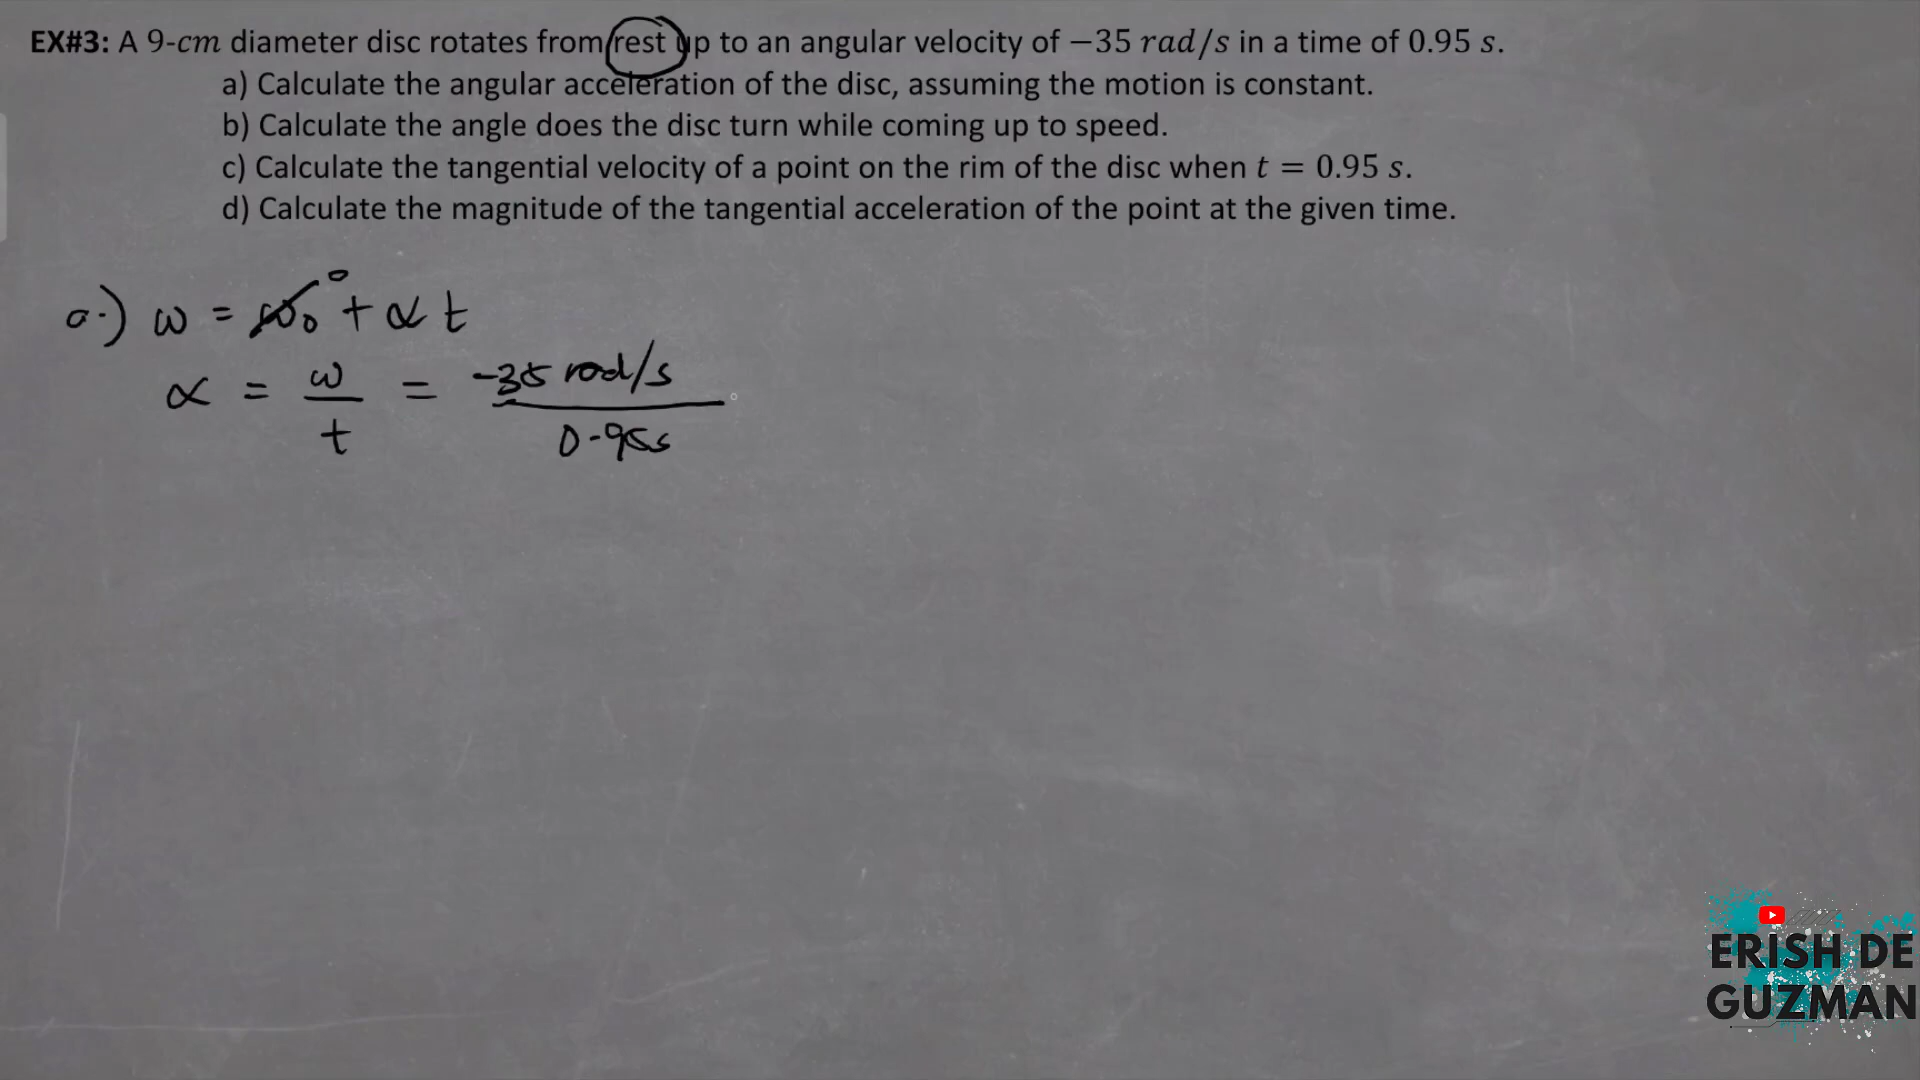 EX#3: A 9-cm diameter disc rotates from rest up to an angular velocity of −35 rad/s in a time of 0.95 s.
a) Calculate the angular acceleration of the disc, assuming the motion is constant.
b) Calculate the angle does the disc turn while coming up to speed.
c) Calculate the tangential velocity of a point on the rim of the disc when t = 0.95 s.
d) Calculate the magnitude of the tangential acceleration of the point at the given time.
a.) ω = ω₀ 0 + α t
α = ω / t = -35 rad/s / 0.95s
ERISH DE
GUZMAN